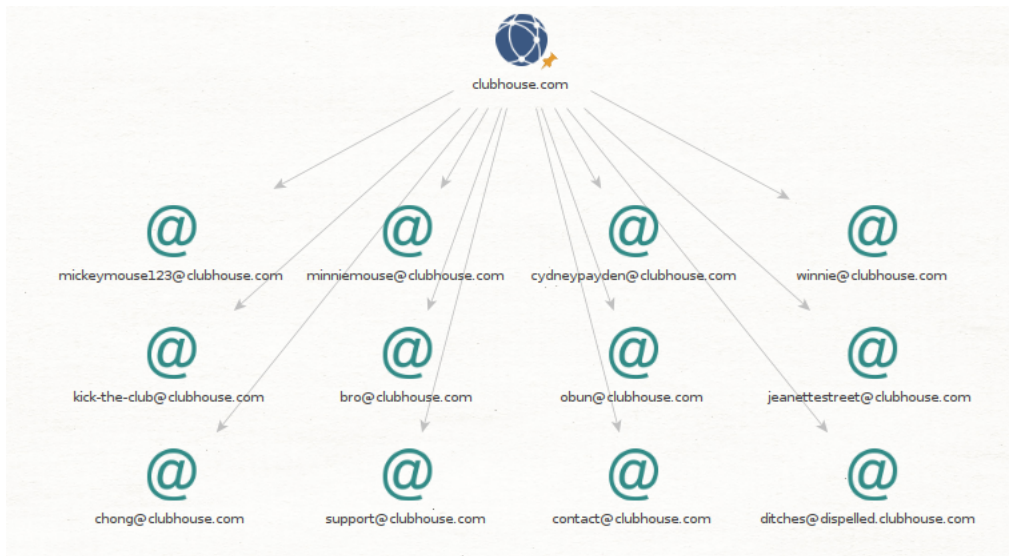 clubhouse.com
mickeymouse123@clubhouse.com
minniemouse@clubhouse.com
cydneypayden@clubhouse.com
winnie@clubhouse.com
kick-the-club@clubhouse.com
bro@clubhouse.com
obun@clubhouse.com
jeanettestreet@clubhouse.com
chong@clubhouse.com
support@clubhouse.com
contact@clubhouse.com
ditches@dispelled.clubhouse.com